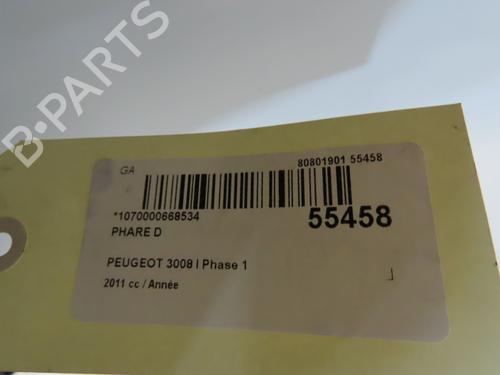 B-PARTS
GA
80801901 55458
*1070000668534
55458
PHARE D
PEUGEOT 3008 I Phase 1
2011 cc / Année